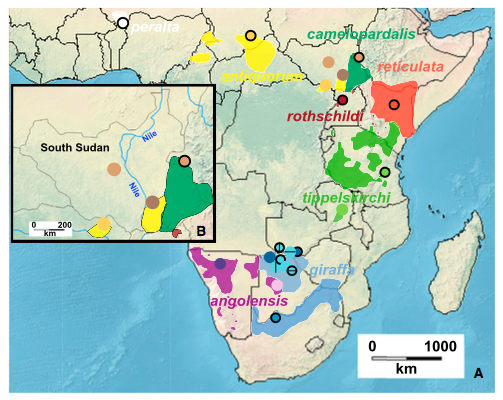 peralta
camelopardalis
antiquorum
reticulata
rothschildi
South Sudan
Nile
Nile
0 200
km
B
tippelskirchi
giraffa
angolensis
0 1000
km
A